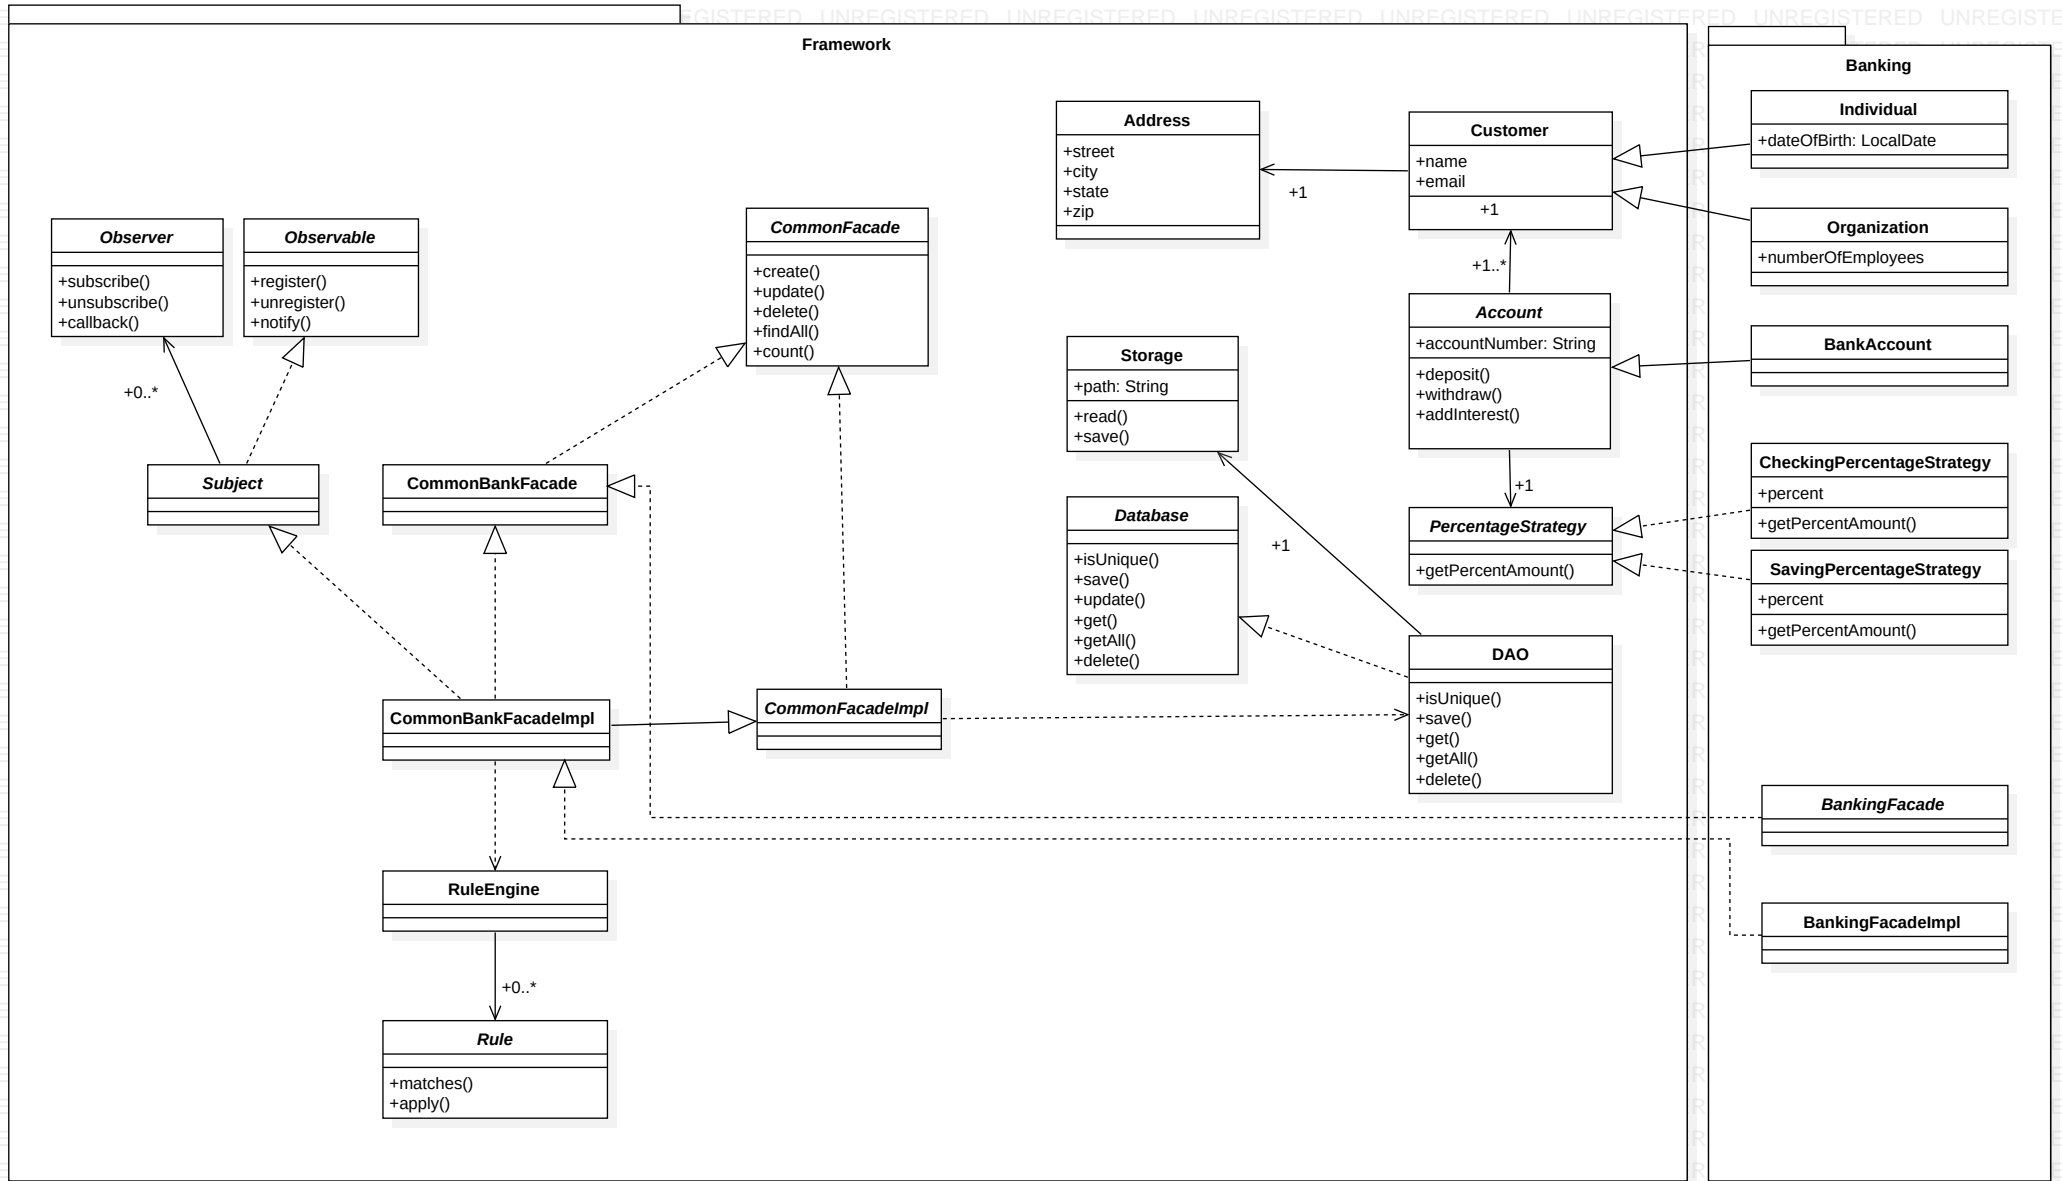 EGISTERED UNREGISTERED UNREGISTERED UNREGISTERED UNREGISTERED UNREGISTERED UNREGISTERED UNREGISTE
Framework
Observer
+subscribe()
+unsubscribe()
+callback()
Observable
+register()
+unregister()
+notify()
+0..*
Subject
CommonFacade
+create()
+update()
+delete()
+findAll()
+count()
CommonBankFacade
CommonBankFacadeImpl
CommonFacadeImpl
RuleEngine
+0..*
Rule
+matches()
+apply()
Address
+street
+city
+state
+zip
+1
Customer
+name
+email
+1
+1..*
Account
+accountNumber: String
+deposit()
+withdraw()
+addInterest()
+1
PercentageStrategy
+getPercentAmount()
Storage
+path: String
+read()
+save()
+1
Database
+isUnique()
+save()
+update()
+get()
+getAll()
+delete()
DAO
+isUnique()
+save()
+get()
+getAll()
+delete()
Banking
Individual
+dateOfBirth: LocalDate
Organization
+numberOfEmployees
BankAccount
CheckingPercentageStrategy
+percent
+getPercentAmount()
SavingPercentageStrategy
+percent
+getPercentAmount()
BankingFacade
BankingFacadeImpl